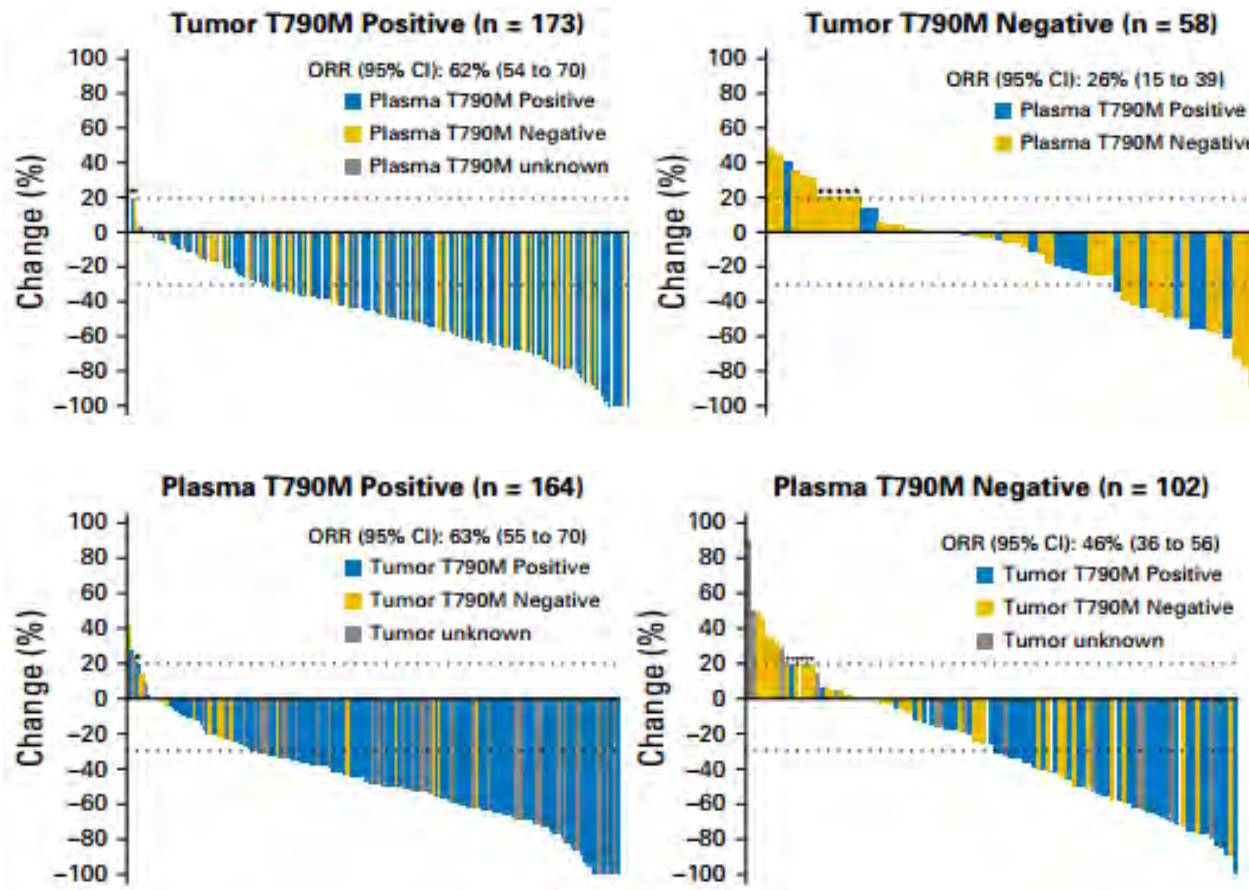 Tumor T790M Positive (n = 173)
ORR (95% CI): 62% (54 to 70)
Plasma T790M Positive
Plasma T790M Negative
Plasma T790M unknown
Change (%)
100
80
60
40
20
0
−20
−40
−60
−80
−100
Tumor T790M Negative (n = 58)
ORR (95% CI): 26% (15 to 39)
Plasma T790M Positive
Plasma T790M Negative
Change (%)
100
80
60
40
20
0
−20
−40
−60
−80
−100
Plasma T790M Positive (n = 164)
ORR (95% CI): 63% (55 to 70)
Tumor T790M Positive
Tumor T790M Negative
Tumor unknown
Change (%)
100
80
60
40
20
0
−20
−40
−60
−80
−100
Plasma T790M Negative (n = 102)
ORR (95% CI): 46% (36 to 56)
Tumor T790M Positive
Tumor T790M Negative
Tumor unknown
Change (%)
100
80
60
40
20
0
−20
−40
−60
−80
−100